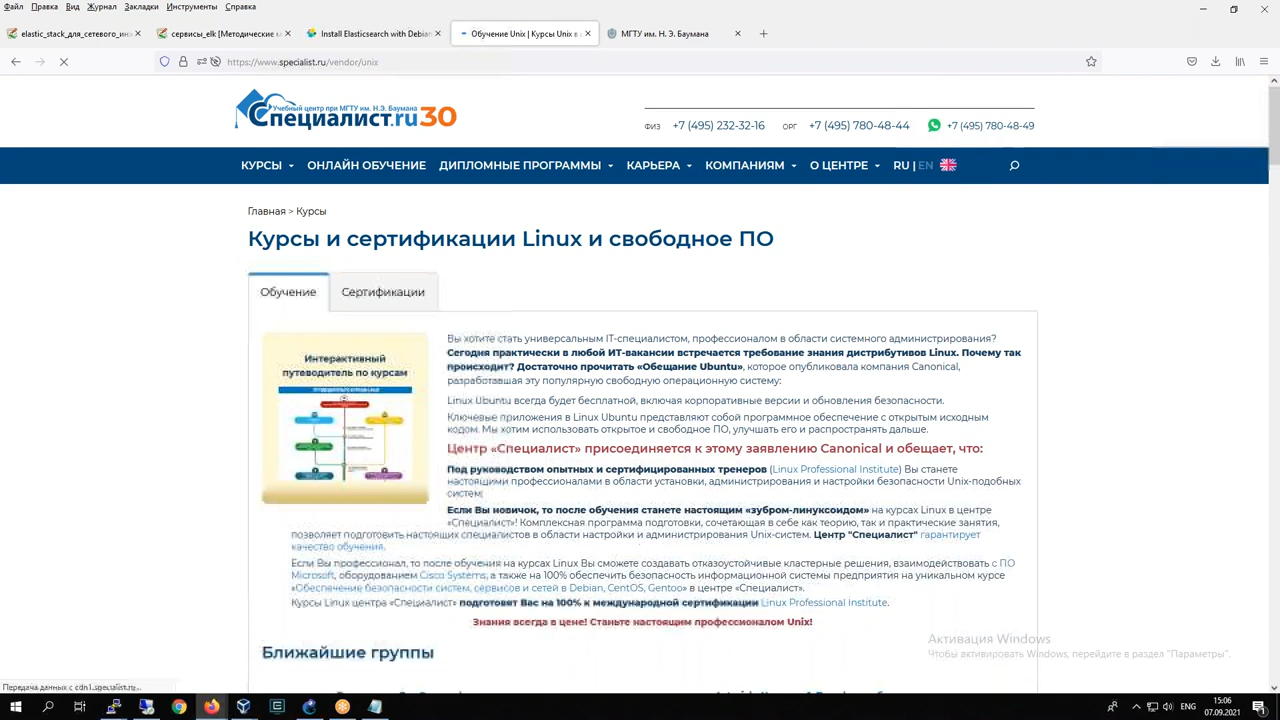 Файл Правка Вид Журнал Закладки Инструменты Справка
elastic_stack_для_сетевого_ин
сервисы_elk [Методические м
Install Elasticsearch with Debian
Обучение Unix | Курсы Unix в
МГТУ им. Н. Э. Баумана
https://www.specialist.ru/vendor/unix
Учебный центр при МГТУ им. Н.Э. Баумана
Специалист.ru 30
ФИЗ +7 (495) 232-32-16 ОРГ +7 (495) 780-48-44 +7 (495) 780-48-49
КУРСЫ ОНЛАЙН ОБУЧЕНИЕ ДИПЛОМНЫЕ ПРОГРАММЫ КАРЬЕРА КОМПАНИЯМ О ЦЕНТРЕ RU | EN
Главная > Курсы
Курсы и сертификации Linux и свободное ПО
Обучение Сертификации
Интерактивный
путеводитель по курсам
Вы хотите стать универсальным IT-специалистом, профессионалом в области системного администрирования?
Сегодня практически в любой ИТ-вакансии встречается требование знания дистрибутивов Linux. Почему так
происходит? Достаточно прочитать «Обещание Ubuntu», которое опубликовала компания Canonical,
разработавшая эту популярную свободную операционную систему:
Linux Ubuntu всегда будет бесплатной, включая корпоративные версии и обновления безопасности.
Ключевые приложения в Linux Ubuntu представляют собой программное обеспечение с открытым исходным
кодом. Мы хотим использовать открытое и свободное ПО, улучшать его и распространять дальше.
Центр «Специалист» присоединяется к этому заявлению Canonical и обещает, что:
Под руководством опытных и сертифицированных тренеров (Linux Professional Institute) Вы станете
настоящими профессионалами в области установки, администрирования и настройки безопасности Unix-подобных
систем;
Если Вы новичок, то после обучения станете настоящим «зубром-линуксоидом» на курсах Linux в центре
«Специалист»! Комплексная программа подготовки, сочетающая в себе как теорию, так и практические занятия,
позволяет подготовить настоящих специалистов в области настройки и администрирования Unix-систем. Центр "Специалист" гарантирует
качество обучения.
Если Вы профессионал, то после обучения на курсах Linux Вы сможете создавать отказоустойчивые кластерные решения, взаимодействовать с ПО
Microsoft, оборудованием Cisco Systems, а также на 100% обеспечить безопасность информационной системы предприятия на уникальном курсе
«Обеспечение безопасности систем, сервисов и сетей в Debian, CentOS, Gentoo» в центре «Специалист».
Курсы Linux центра «Специалист» подготовят Вас на 100% к международной сертификации Linux Professional Institute.
Знания всегда в цене! Станьте настоящим профессионалом Unix!
Ближайшие группы
Активация Windows
Чтобы активировать Windows, перейдите в раздел "Параметры".
Передача данных с cdn1.specialist.ru...
15:06
07.09.2021